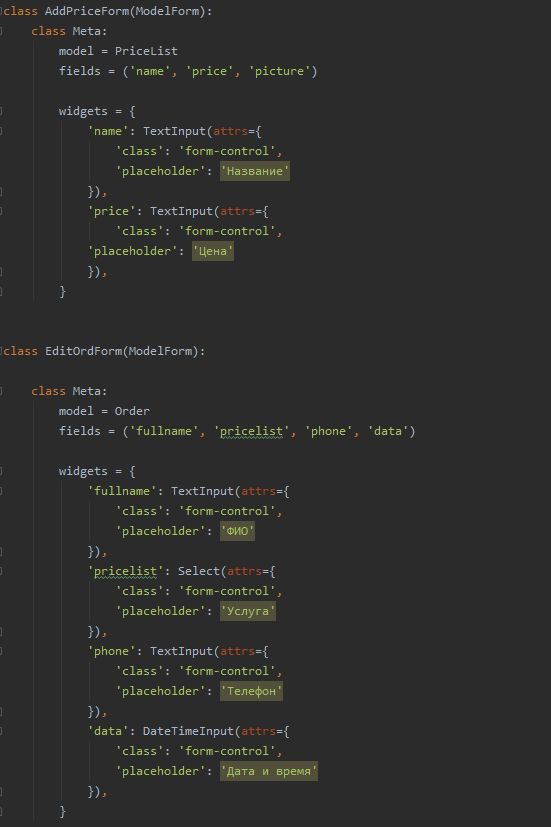 class AddPriceForm(ModelForm):
    class Meta:
        model = PriceList
        fields = ('name', 'price', 'picture')

        widgets = {
            'name': TextInput(attrs={
                'class': 'form-control',
                'placeholder': 'Название'
            }),
            'price': TextInput(attrs={
                'class': 'form-control',
            'placeholder': 'Цена'
            }),
        }


class EditOrdForm(ModelForm):

    class Meta:
        model = Order
        fields = ('fullname', 'pricelist', 'phone', 'data')

        widgets = {
            'fullname': TextInput(attrs={
                'class': 'form-control',
                'placeholder': 'ФИО'
            }),
            'pricelist': Select(attrs={
                'class': 'form-control',
                'placeholder': 'Услуга'
            }),
            'phone': TextInput(attrs={
                'class': 'form-control',
                'placeholder': 'Телефон'
            }),
            'data': DateTimeInput(attrs={
                'class': 'form-control',
                'placeholder': 'Дата и время'
            }),
        }